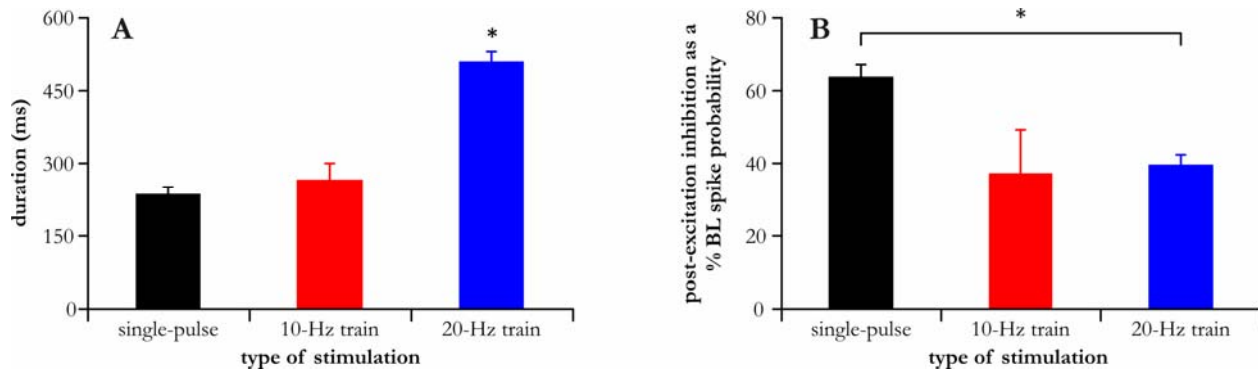 A
duration (ms)
600
450
300
150
0
*
single-pulse
10-Hz train
20-Hz train
type of stimulation
B
post-excitation inhibition as a
% BL spike probability
80
60
40
20
0
*
single-pulse
10-Hz train
20-Hz train
type of stimulation